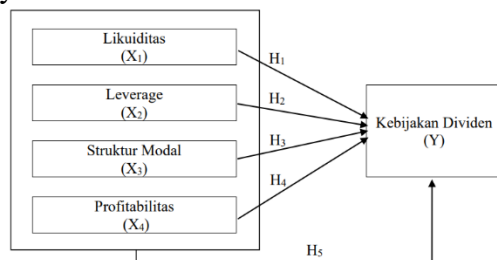 Likuiditas
(X₁)
H₁
Leverage
(X₂)
H₂
Struktur Modal
(X₃)
H₃
Profitabilitas
(X₄)
H₄
Kebijakan Dividen
(Y)
H₅